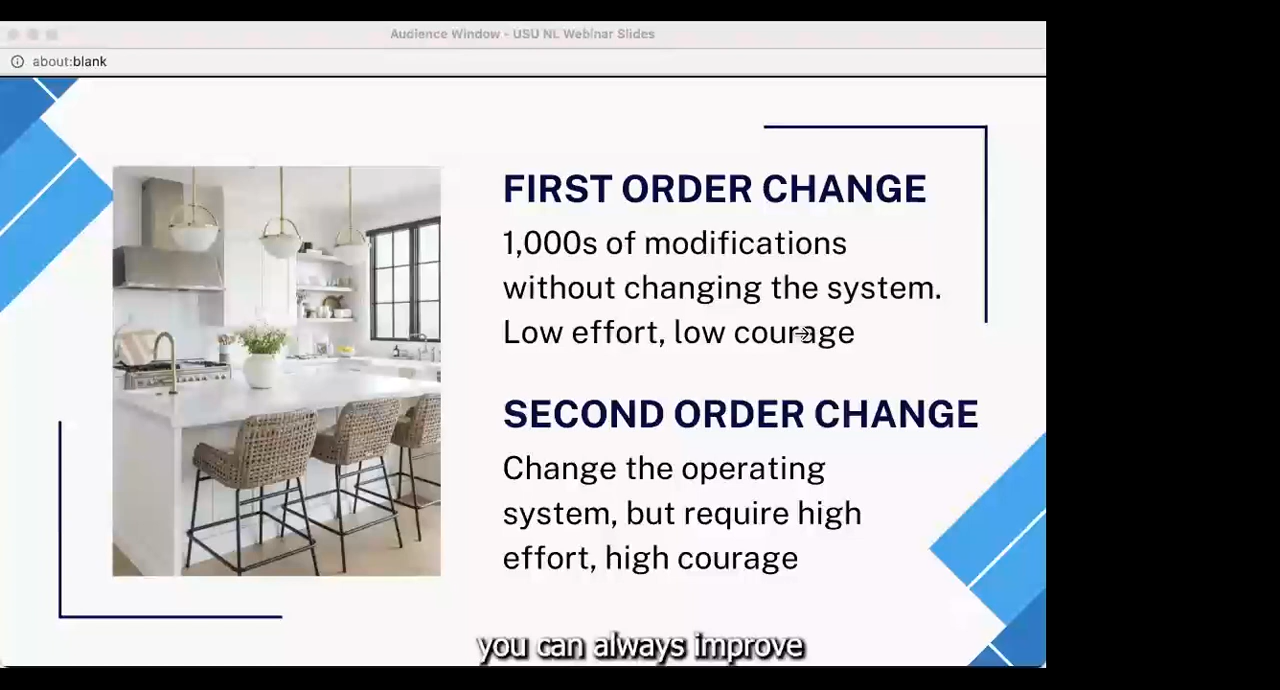 Audience Window - USU NL Webinar Slides
about:blank
FIRST ORDER CHANGE
1,000s of modifications
without changing the system.
Low effort, low courage
SECOND ORDER CHANGE
Change the operating
system, but require high
effort, high courage
you can always improve